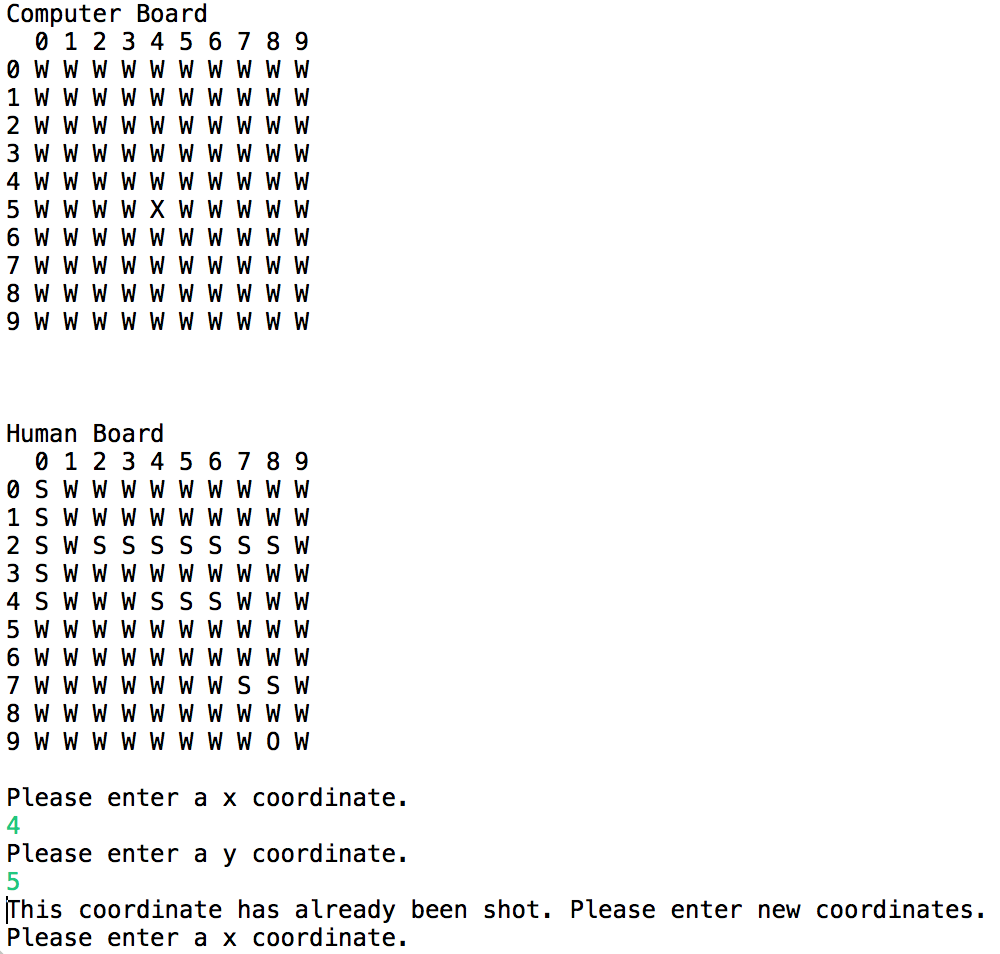 Computer Board
  0 1 2 3 4 5 6 7 8 9
0 W W W W W W W W W W
1 W W W W W W W W W W
2 W W W W W W W W W W
3 W W W W W W W W W W
4 W W W W W W W W W W
5 W W W W X W W W W W
6 W W W W W W W W W W
7 W W W W W W W W W W
8 W W W W W W W W W W
9 W W W W W W W W W W
Human Board
  0 1 2 3 4 5 6 7 8 9
0 S W W W W W W W W W
1 S W W W W W W W W W
2 S W S S S S S S S W
3 S W W W W W W W W W
4 S W W W S S S W W W
5 W W W W W W W W W W
6 W W W W W W W W W W
7 W W W W W W W S S W
8 W W W W W W W W W W
9 W W W W W W W W O W
Please enter a x coordinate.
4
Please enter a y coordinate.
5
This coordinate has already been shot. Please enter new coordinates.
Please enter a x coordinate.